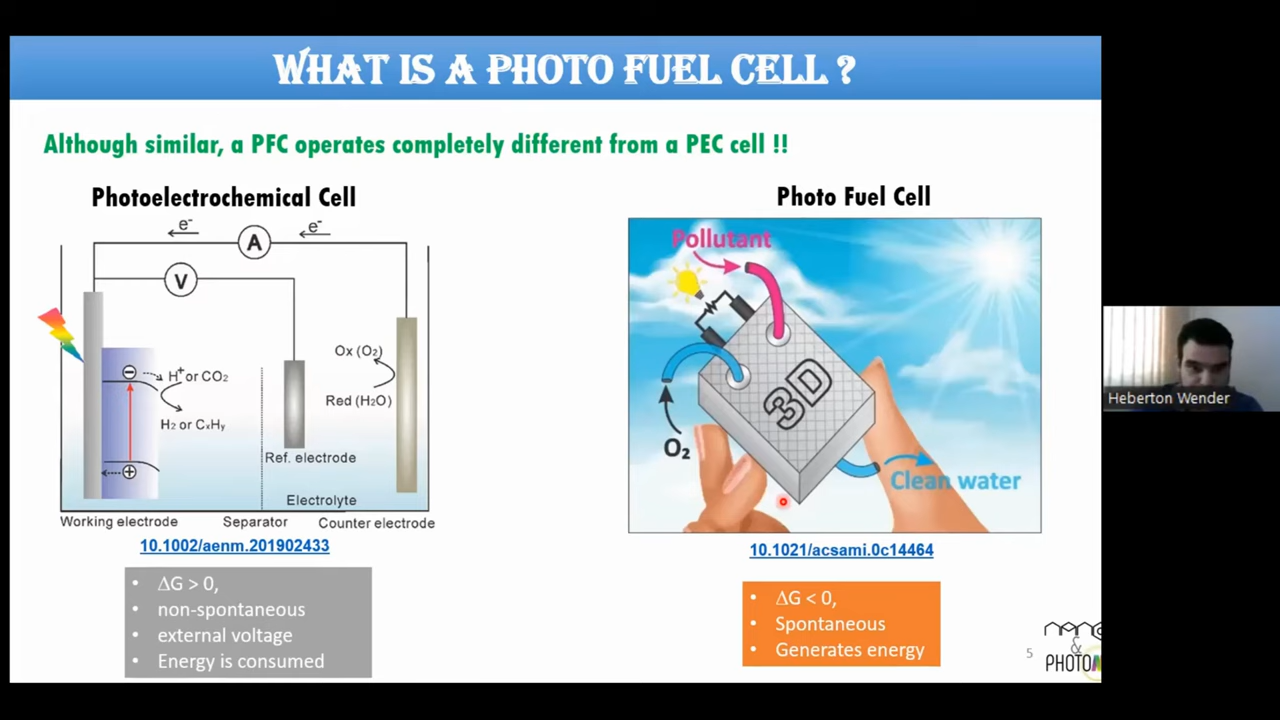 WHAT IS A PHOTO FUEL CELL ?
Although similar, a PFC operates completely different from a PEC cell !!
Photoelectrochemical Cell
e-
e-
A
V
Ox (O₂)
H+ or CO₂
Red (H₂O)
H₂ or CₓHᵧ
Ref. electrode
Electrolyte
Working electrode
Separator
Counter electrode
10.1002/aenm.201902433
• ΔG > 0,
• non-spontaneous
• external voltage
• Energy is consumed
Photo Fuel Cell
Pollutant
3D
O₂
Clean water
10.1021/acsami.0c14464
• ΔG < 0,
• Spontaneous
• Generates energy
5
&
Heberton Wender